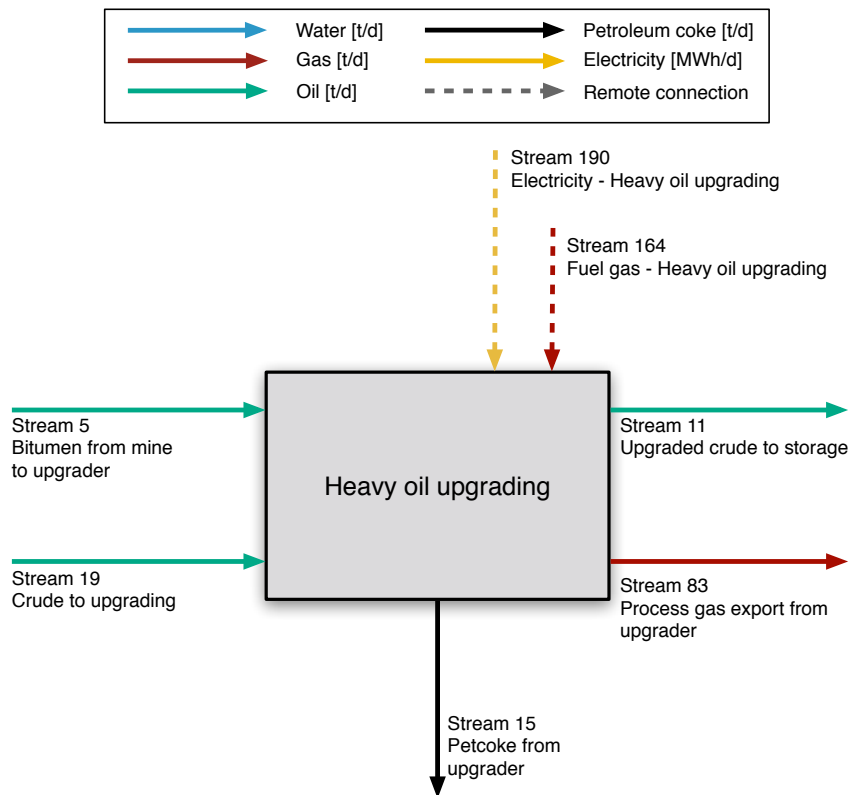 Water [t/d]
Petroleum coke [t/d]
Gas [t/d]
Electricity [MWh/d]
Oil [t/d]
Remote connection
Stream 190
Electricity - Heavy oil upgrading
Stream 164
Fuel gas - Heavy oil upgrading
Stream 5
Bitumen from mine
to upgrader
Stream 11
Upgraded crude to storage
Heavy oil upgrading
Stream 19
Crude to upgrading
Stream 83
Process gas export from
upgrader
Stream 15
Petcoke from
upgrader